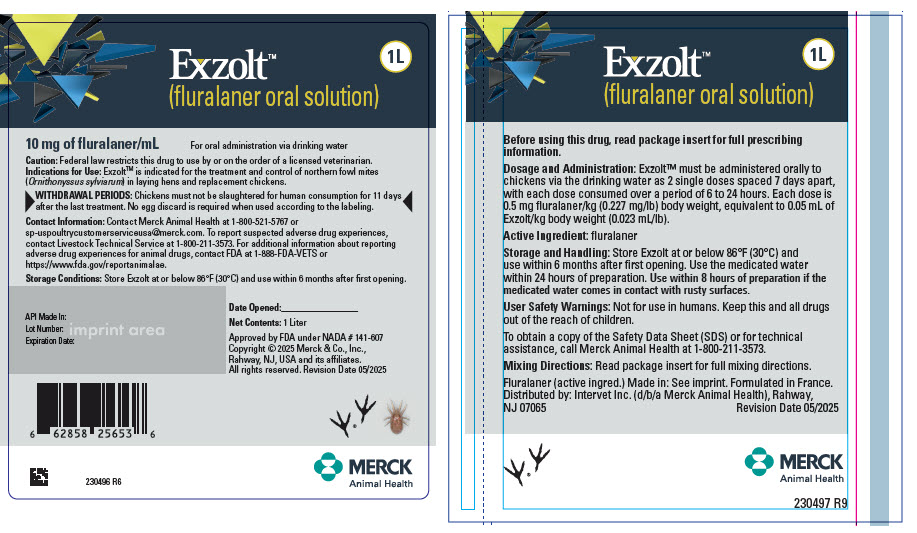 Exzolt™
1L
(fluralaner oral solution)
10 mg of fluralaner/mL For oral administration via drinking water
Caution: Federal law restricts this drug to use by or on the order of a licensed veterinarian.
Indications for Use: Exzolt™ is indicated for the treatment and control of northern fowl mites
(Ornithonyssus sylviarum) in laying hens and replacement chickens.
WITHDRAWAL PERIODS: Chickens must not be slaughtered for human consumption for 11 days
after the last treatment. No egg discard is required when used according to the labeling.
Contact Information: Contact Merck Animal Health at 1-800-521-5767 or
sp-uspoultrycustomerserviceusa@merck.com. To report suspected adverse drug experiences,
contact Livestock Technical Service at 1-800-211-3573. For additional information about reporting
adverse drug experiences for animal drugs, contact FDA at 1-888-FDA-VETS or
https://www.fda.gov/reportanimalae.
Storage Conditions: Store Exzolt at or below 86°F (30°C) and use within 6 months after first opening.
API Made In:
Lot Number:
Expiration Date:
imprint area
Date Opened:
Net Contents: 1 Liter
Approved by FDA under NADA # 141-607
Copyright © 2025 Merck & Co., Inc.,
Rahway, NJ, USA and its affiliates.
All rights reserved. Revision Date 05/2025
6 62858 25653 6
®
MERCK
Animal Health
230496 R6
Exzolt™
1L
(fluralaner oral solution)
Before using this drug, read package insert for full prescribing
information.
Dosage and Administration: Exzolt™ must be administered orally to
chickens via the drinking water as 2 single doses spaced 7 days apart,
with each dose consumed over a period of 6 to 24 hours. Each dose is
0.5 mg fluralaner/kg (0.227 mg/lb) body weight, equivalent to 0.05 mL of
Exzolt/kg body weight (0.023 mL/lb).
Active Ingredient: fluralaner
Storage and Handling: Store Exzolt at or below 86°F (30°C) and
use within 6 months after first opening. Use the medicated water
within 24 hours of preparation. Use within 8 hours of preparation if the
medicated water comes in contact with rusty surfaces.
User Safety Warnings: Not for use in humans. Keep this and all drugs
out of the reach of children.
To obtain a copy of the Safety Data Sheet (SDS) or for technical
assistance, call Merck Animal Health at 1-800-211-3573.
Mixing Directions: Read package insert for full mixing directions.
Fluralaner (active ingred.) Made in: See imprint. Formulated in France.
Distributed by: Intervet Inc. (d/b/a Merck Animal Health), Rahway,
NJ 07065 Revision Date 05/2025
®
MERCK
Animal Health
230497 R9